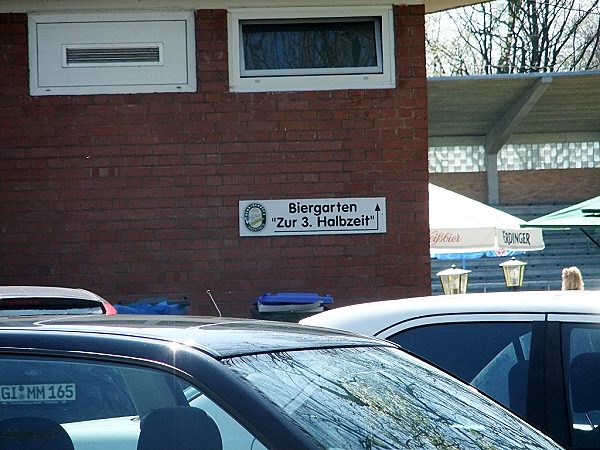 Biergarten
"Zur 3. Halbzeit"
ERDINGER
GI MM 165